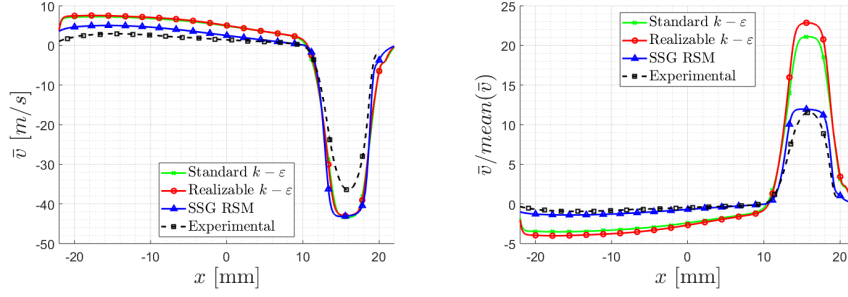 10
0
-10
-20
-30
-40
-50
v̄ [m/s]
Standard k − ε
Realizable k − ε
SSG RSM
Experimental
-20 -10 0 10 20
x [mm]
25
20
15
10
5
0
-5
v̄/mean(v̄)
Standard k − ε
Realizable k − ε
SSG RSM
Experimental
-20 -10 0 10 20
x [mm]